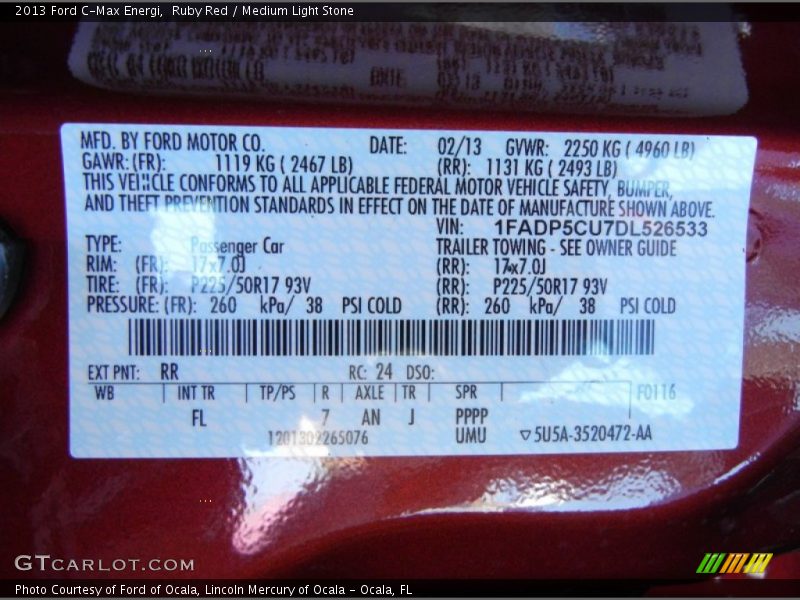 2013 Ford C-Max Energi, Ruby Red / Medium Light Stone
MFD. BY FORD MOTOR CO. DATE: 02/13 GVWR: 2250 KG ( 4960 LB)
GAWR: (FR): 1119 KG ( 2467 LB) (RR): 1131 KG ( 2493 LB)
THIS VEHICLE CONFORMS TO ALL APPLICABLE FEDERAL MOTOR VEHICLE SAFETY, BUMPER,
AND THEFT PREVENTION STANDARDS IN EFFECT ON THE DATE OF MANUFACTURE SHOWN ABOVE.
VIN: 1FADP5CU7DL526533
TYPE: Passenger Car TRAILER TOWING - SEE OWNER GUIDE
RIM: (FR): 17x7.0J (RR): 17x7.0J
TIRE: (FR): P225/50R17 93V (RR): P225/50R17 93V
PRESSURE: (FR): 260 kPa/ 38 PSI COLD (RR): 260 kPa/ 38 PSI COLD
EXT PNT: RR RC: 24 DSO:
WB INT TR TP/PS R AXLE TR SPR F0116
FL 7 AN J PPPP
1201302265076 UMU ▽5U5A-3520472-AA
GTCARLOT.COM
Photo Courtesy of Ford of Ocala, Lincoln Mercury of Ocala - Ocala, FL